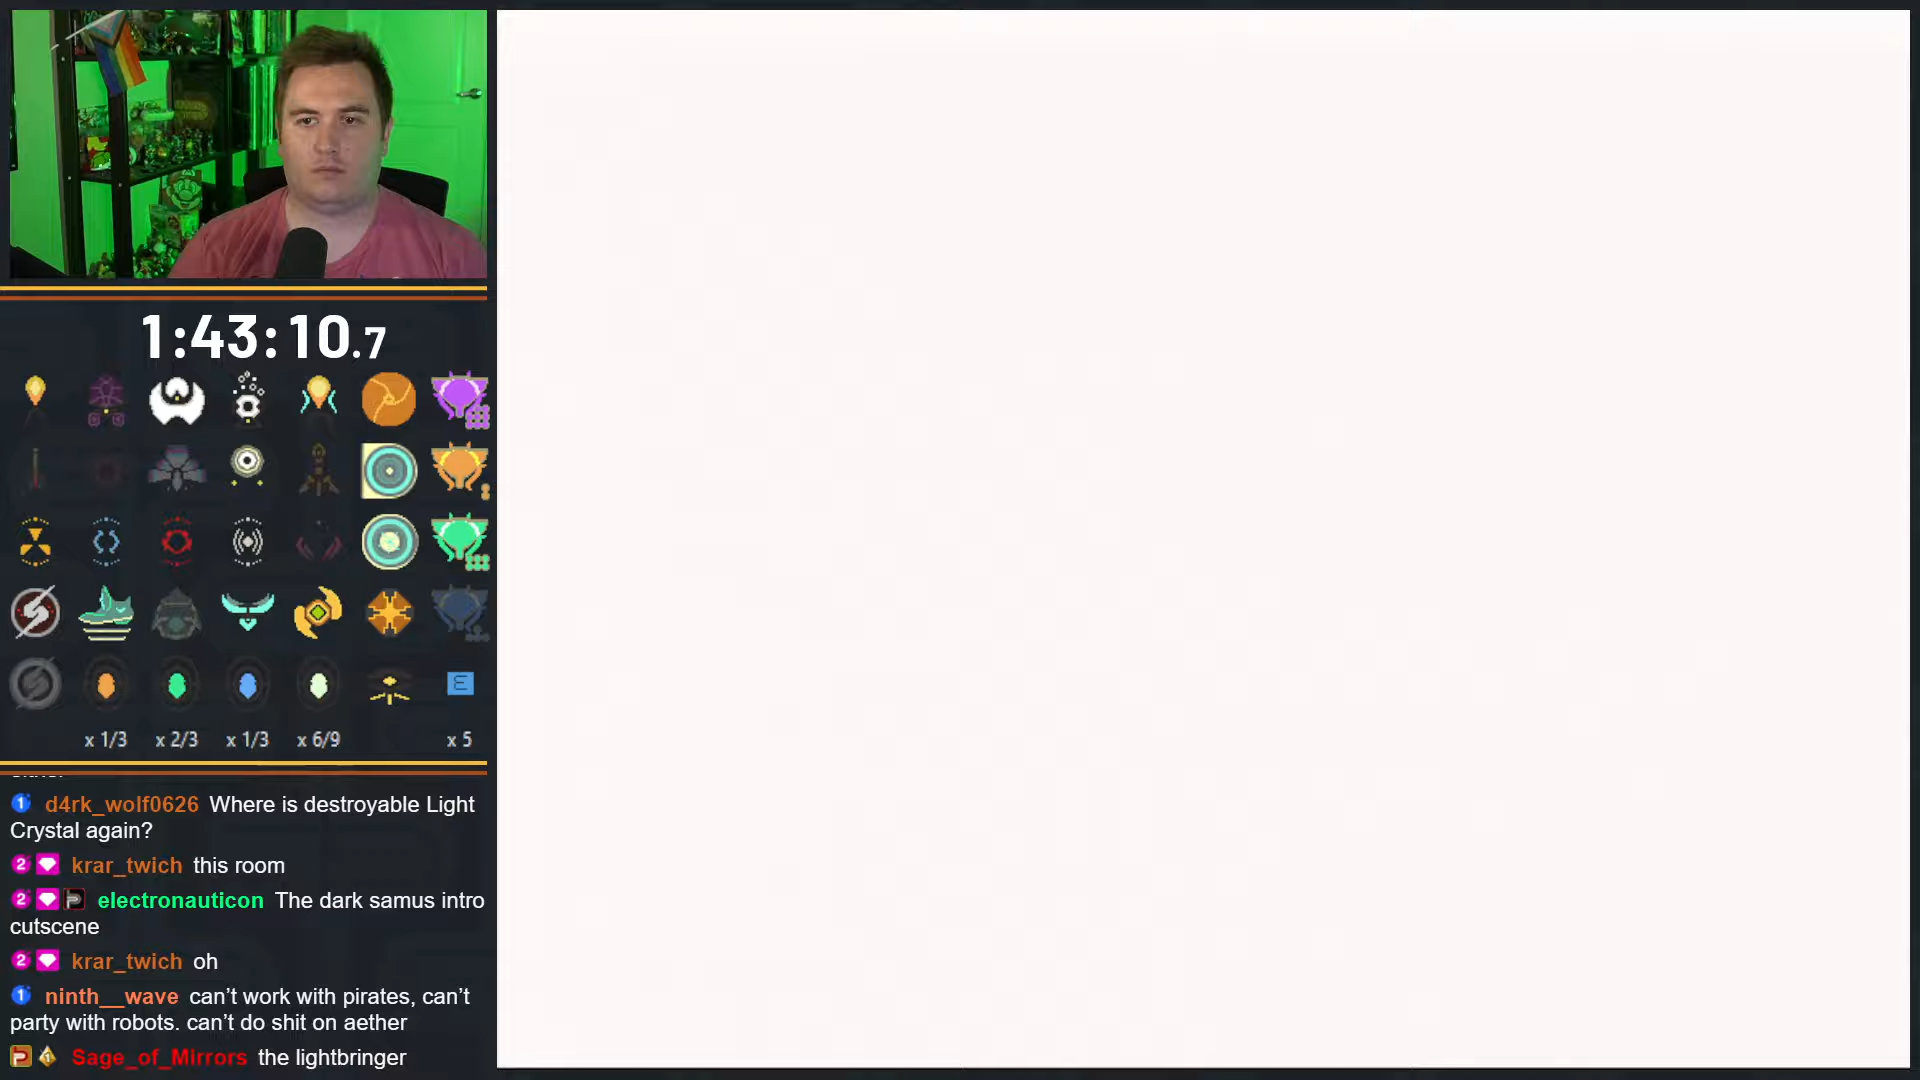 1:43:10.7
x 1/3 x 2/3 x 1/3 x 6/9 x 5
d4rk_wolf0626 Where is destroyable Light
Crystal again?
krar_twich this room
electronauticon The dark samus intro
cutscene
krar_twich oh
ninth__wave can’t work with pirates, can’t
party with robots. can’t do shit on aether
Sage_of_Mirrors the lightbringer